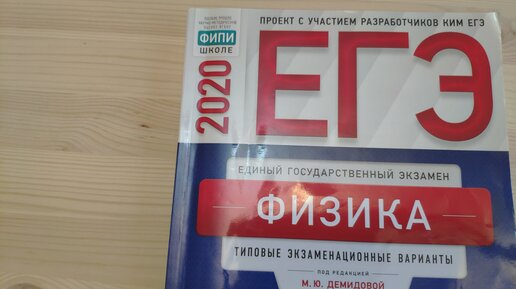 ПРОЕКТ С УЧАСТИЕМ РАЗРАБОТЧИКОВ КИМ ЕГЭ
ФИПИ
ШКОЛЕ
2020
ЕГЭ
ЕДИНЫЙ ГОСУДАРСТВЕННЫЙ ЭКЗАМЕН
ФИЗИКА
ТИПОВЫЕ ЭКЗАМЕНАЦИОННЫЕ ВАРИАНТЫ
ПОД РЕДАКЦИЕЙ
М. Ю. ДЕМИДОВОЙ